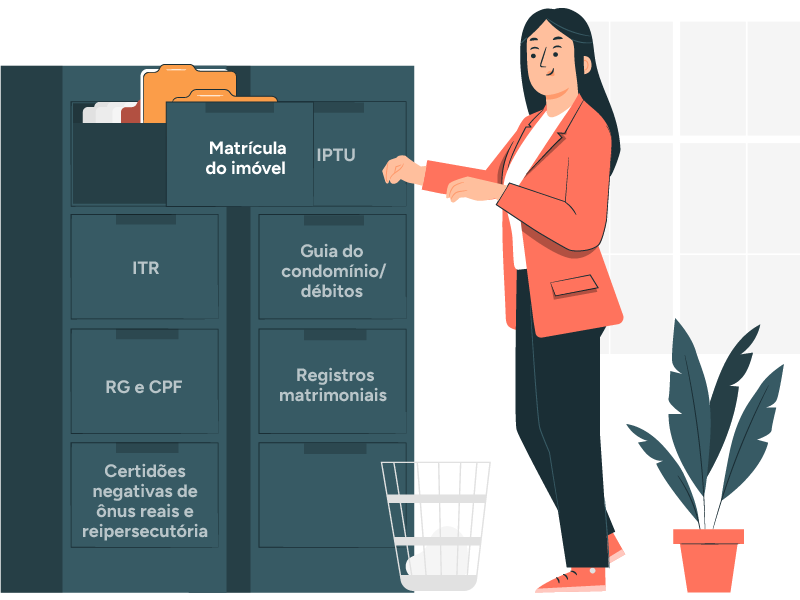 Matrícula
do imóvel
IPTU
ITR
Guia do
condomínio/
débitos
RG e CPF
Registros
matrimoniais
Certidões
negativas de
ônus reais e
reipersecutória